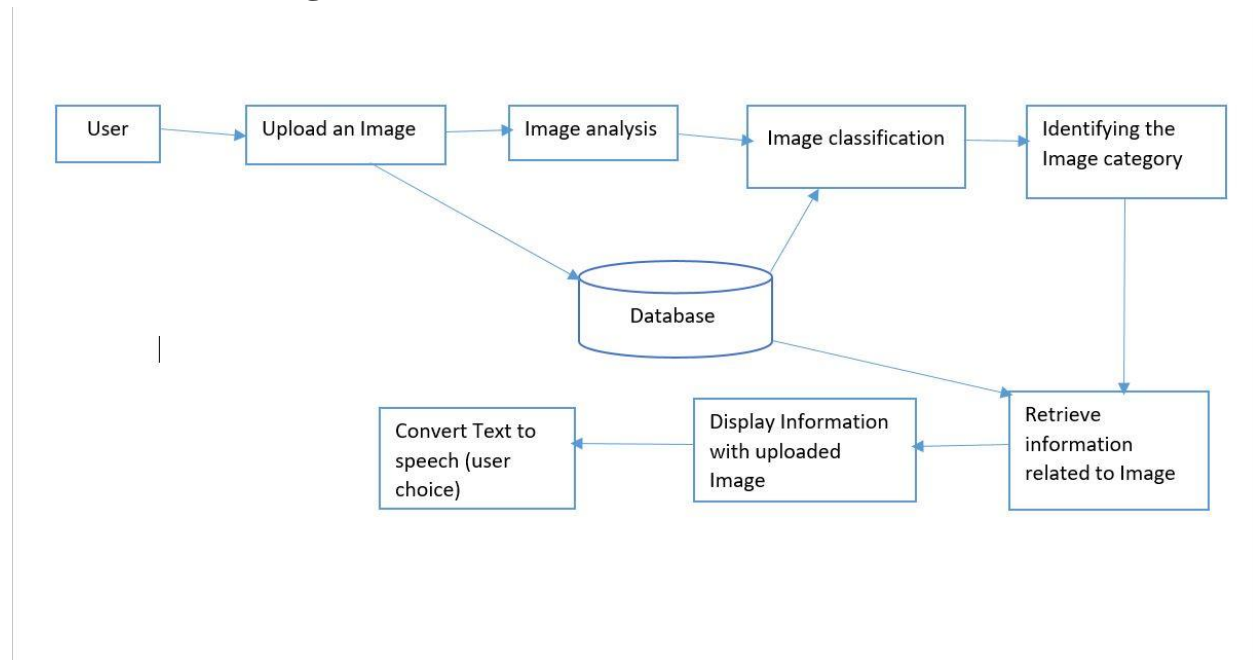 User
Upload an Image
Image analysis
Image classification
Identifying the
Image category
Database
Retrieve
information
related to Image
Display Information
with uploaded
Image
Convert Text to
speech (user
choice)